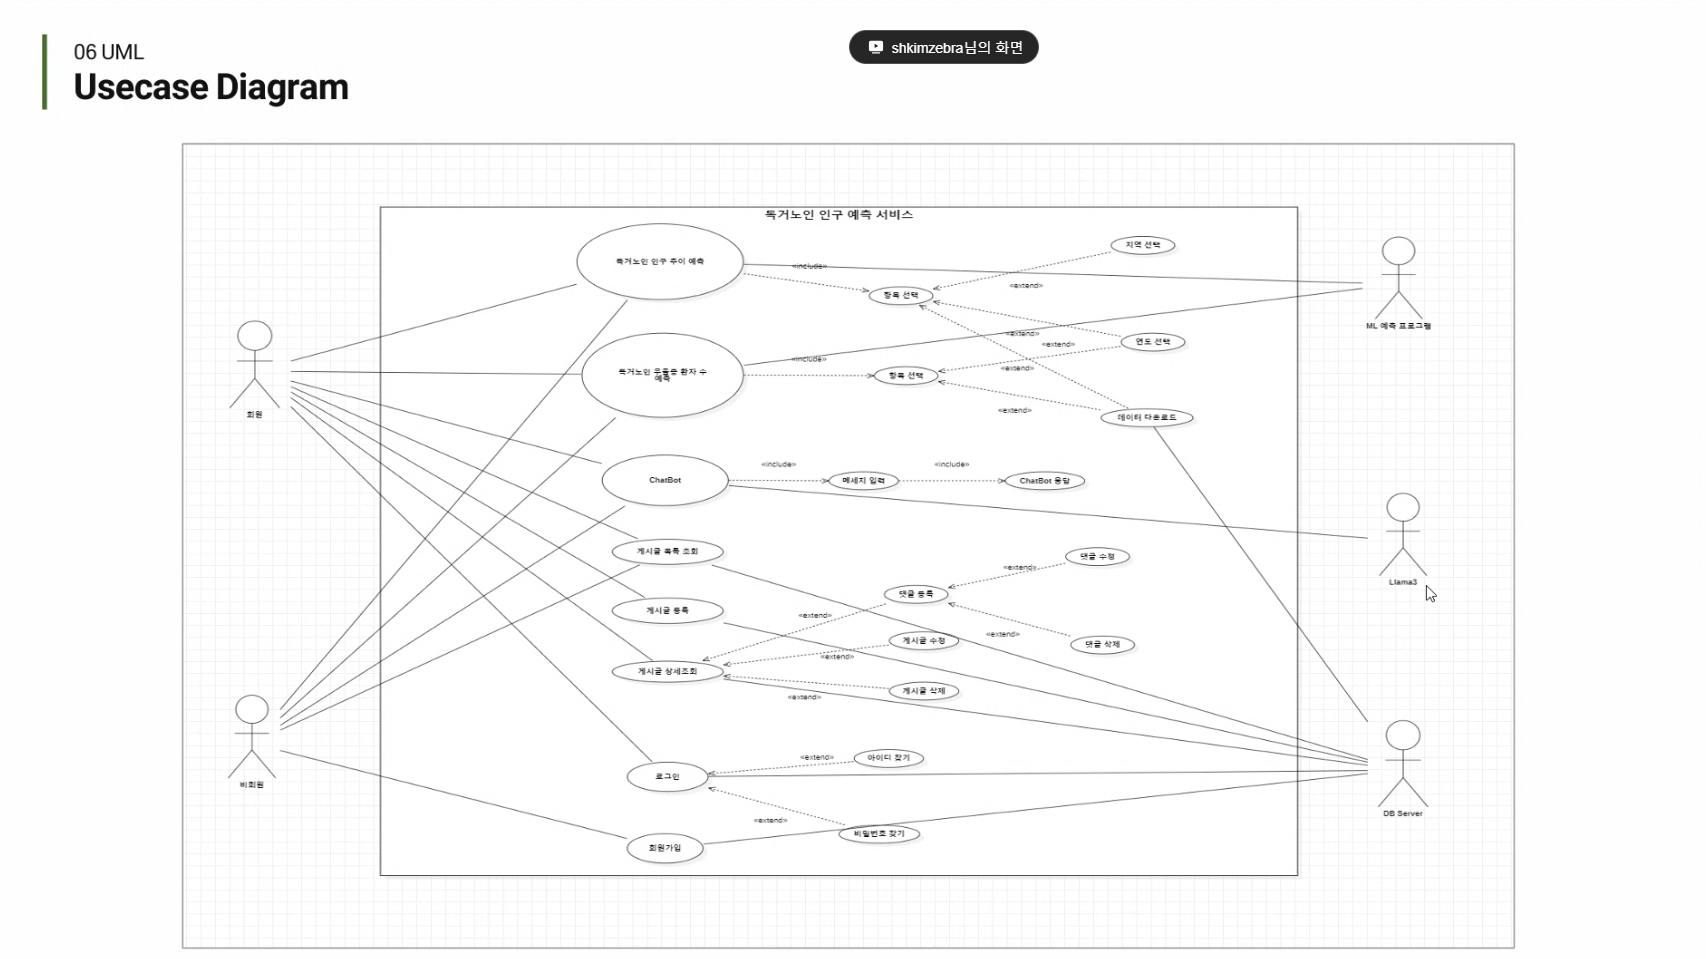 06 UML
Usecase Diagram
shkimzebra님의 화면
독거노인 인구 예측 서비스
독거노인 인구 추이 예측
«include»
지역 선택
«extend»
항목 선택
ML 예측 프로그램
«extend»
연도 선택
«extend»
독거노인 우울증 환자 수
예측
«include»
«extend»
항목 선택
«extend»
데이터 다운로드
회원
ChatBot
«include»
메세지 입력
«include»
ChatBot 응답
게시글 목록 조회
댓글 수정
«extend»
Llama3
댓글 등록
게시글 등록
«extend»
게시글 수정
«extend»
댓글 삭제
«extend»
게시글 상세조회
게시글 삭제
«extend»
로그인
«extend»
아이디 찾기
비회원
«extend»
비밀번호 찾기
DB Server
회원가입